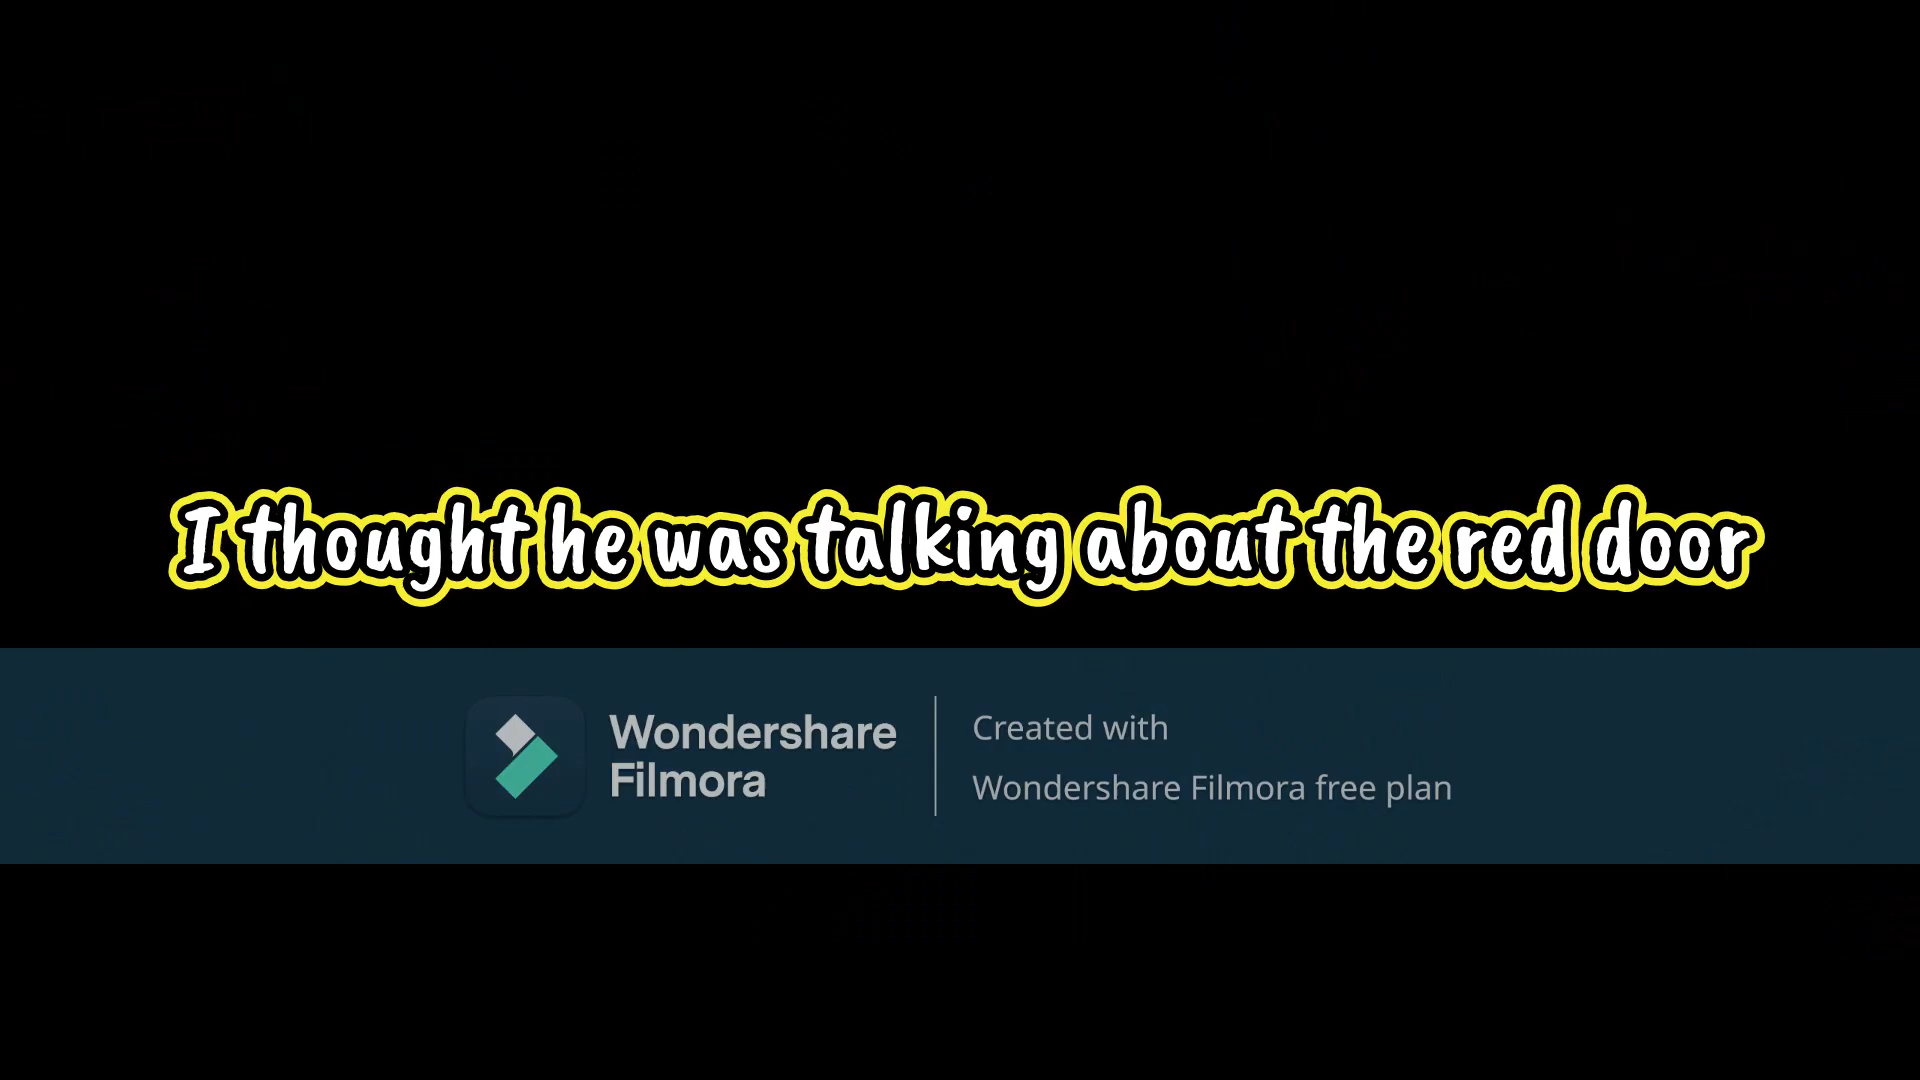 I thought he was talking about the red door
Wondershare
Filmora
Created with
Wondershare Filmora free plan